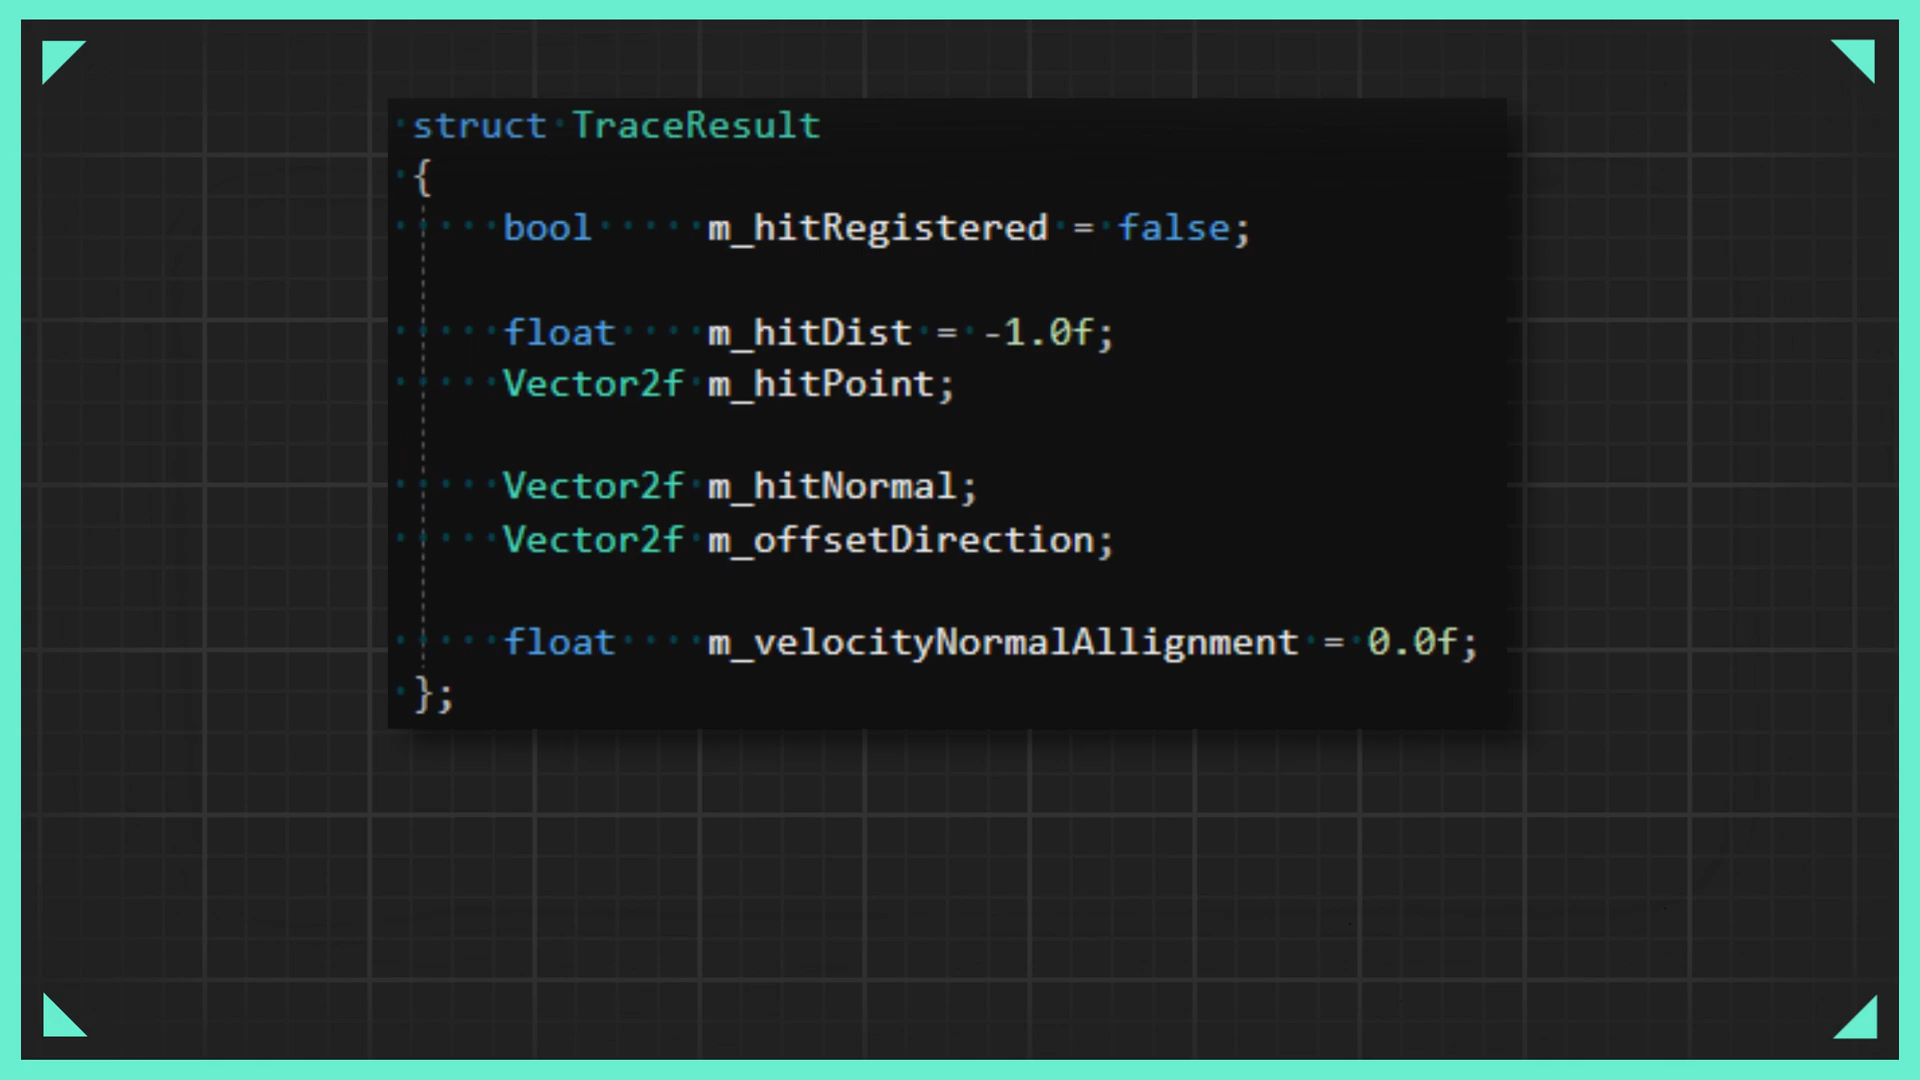 struct TraceResult
{
bool m_hitRegistered = false;
float m_hitDist = -1.0f;
Vector2f m_hitPoint;
Vector2f m_hitNormal;
Vector2f m_offsetDirection;
float m_velocityNormalAllignment = 0.0f;
};